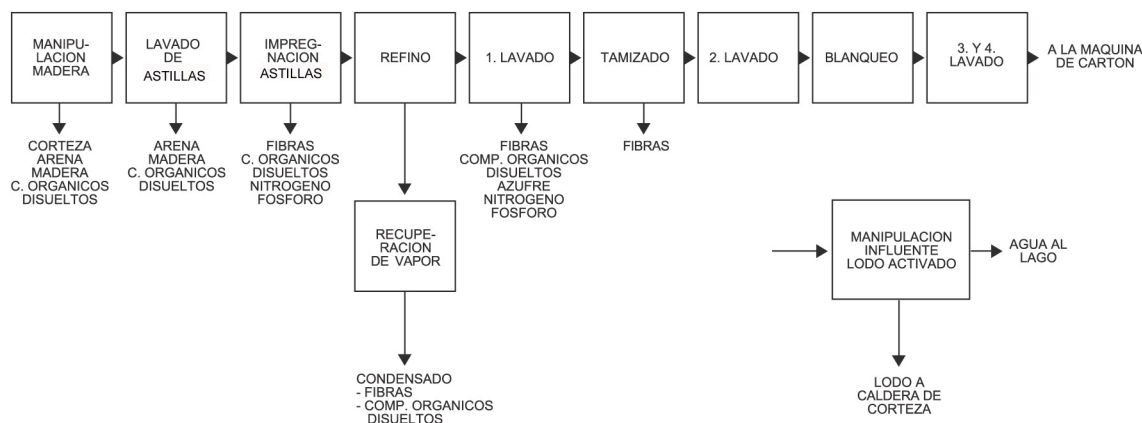 MANIPU-
LACION
MADERA
LAVADO
DE
ASTILLAS
IMPREG-
NACION
ASTILLAS
REFINO
1. LAVADO
TAMIZADO
2. LAVADO
BLANQUEO
3. Y 4.
LAVADO
A LA MAQUINA
DE CARTON
CORTEZA
ARENA
MADERA
C. ORGANICOS
DISUELTOS
ARENA
MADERA
C. ORGANICOS
DISUELTOS
FIBRAS
C. ORGANICOS
DISUELTOS
NITROGENO
FOSFORO
FIBRAS
COMP. ORGANICOS
DISUELTOS
AZUFRE
NITROGENO
FOSFORO
FIBRAS
RECUPE-
RACION
DE VAPOR
CONDENSADO
- FIBRAS
- COMP. ORGANICOS
DISUELTOS
MANIPULACION
INFLUENTE
LODO ACTIVADO
AGUA AL
LAGO
LODO A
CALDERA DE
CORTEZA